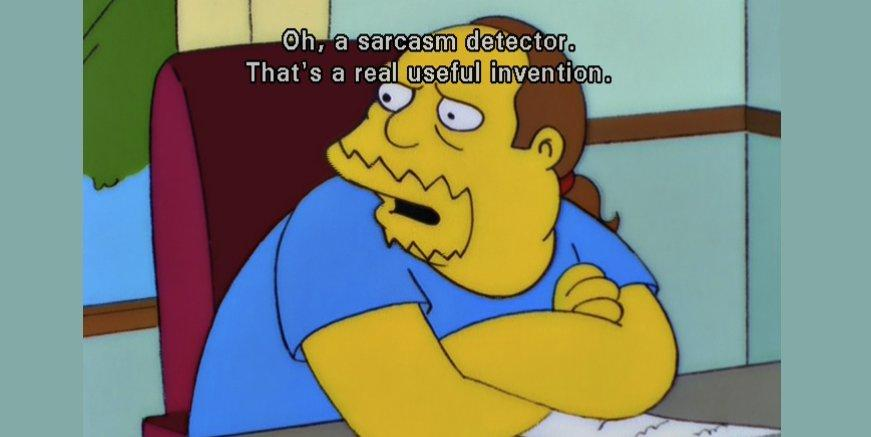 Oh, a sarcasm detector.
That's a real useful invention.